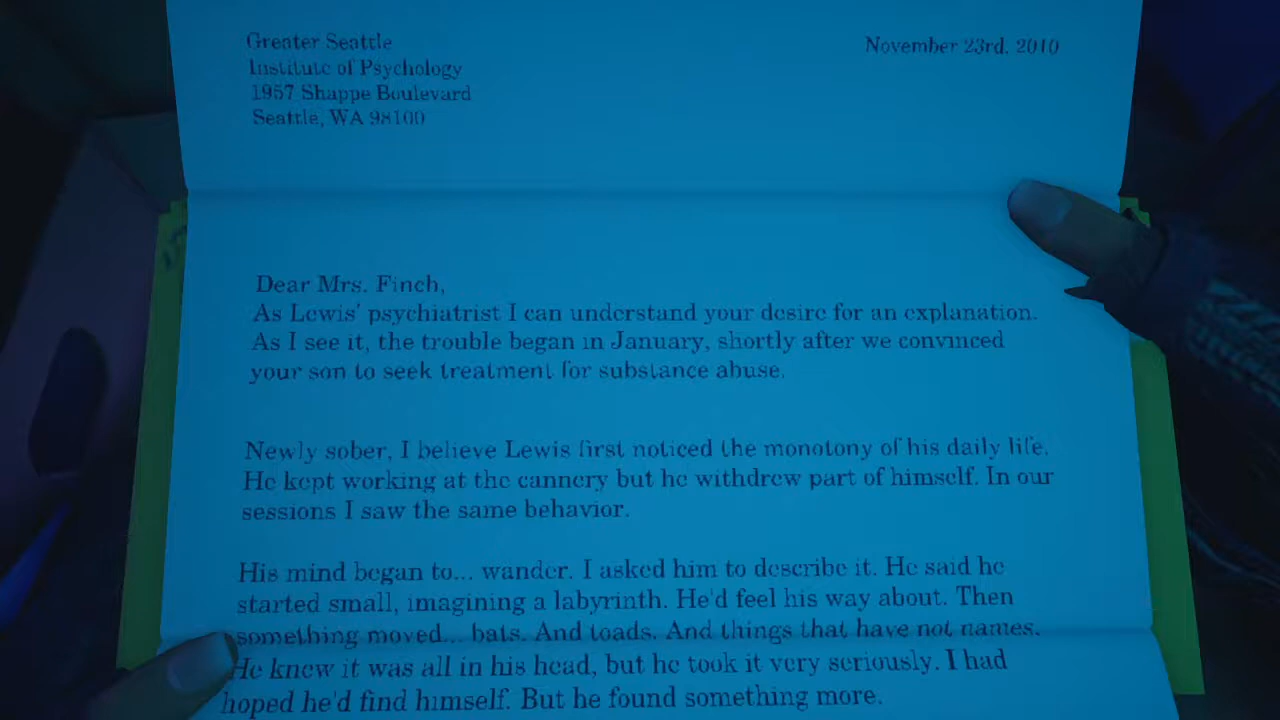 Greater Seattle
November 23rd, 2010
Institute of Psychology
1957 Shappe Boulevard
Seattle, WA 98100
Dear Mrs. Finch,
As Lewis' psychiatrist I can understand your desire for an explanation.
As I see it, the trouble began in January, shortly after we convinced
your son to seek treatment for substance abuse.
Newly sober, I believe Lewis first noticed the monotony of his daily life.
He kept working at the cannery but he withdrew part of himself. In our
sessions I saw the same behavior.
His mind began to... wander. I asked him to describe it. He said he
started small, imagining a labyrinth. He'd feel his way about. Then
something moved... bats. And toads. And things that have not names.
He knew it was all in his head, but he took it very seriously. I had
hoped he'd find himself. But he found something more.